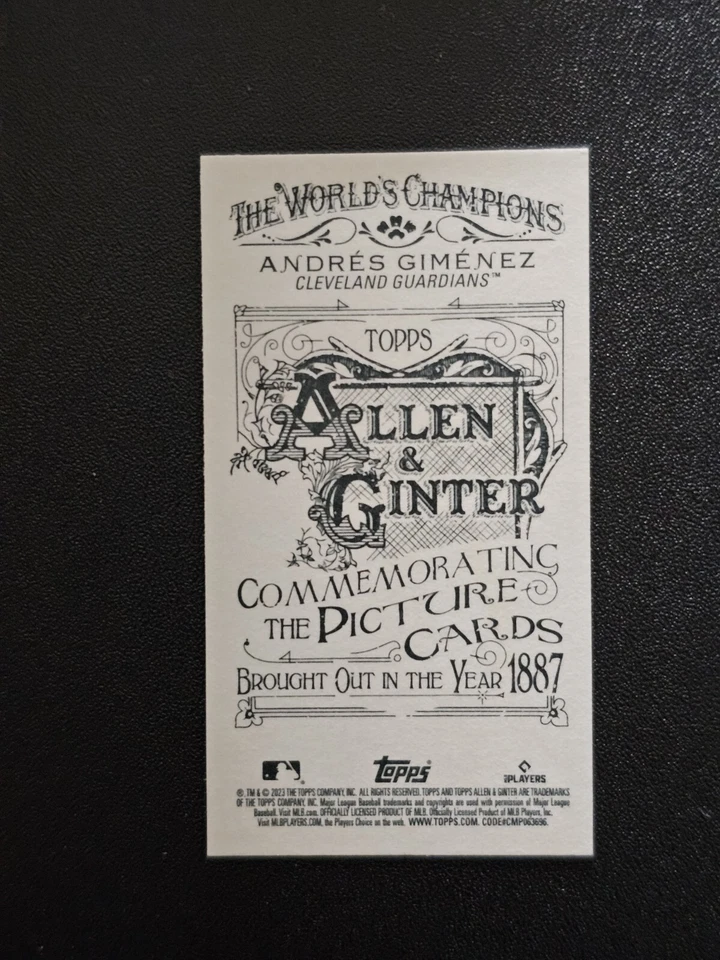 THE WORLD'S CHAMPIONS
ANDRÉS GIMÉNEZ
CLEVELAND GUARDIANS™
TOPPS
ALLEN
&
GINTER
COMMEMORATING
THE PICTURE
CARDS
BROUGHT OUT IN THE YEAR 1887
topps®
PLAYERS
®, TM & © 2023 THE TOPPS COMPANY, INC. ALL RIGHTS RESERVED. TOPPS AND TOPPS ALLEN & GINTER ARE TRADEMARKS
OF THE TOPPS COMPANY, INC. Major League Baseball trademarks and copyrights are used with permission of Major League
Baseball. Visit MLB.com. OFFICIALLY LICENSED PRODUCT OF MLB. Officially Licensed Product of MLB Players, Inc.
Visit MLBPLAYERS.COM, the Players Choice on the web. WWW.TOPPS.COM. CODE#CMP063696.